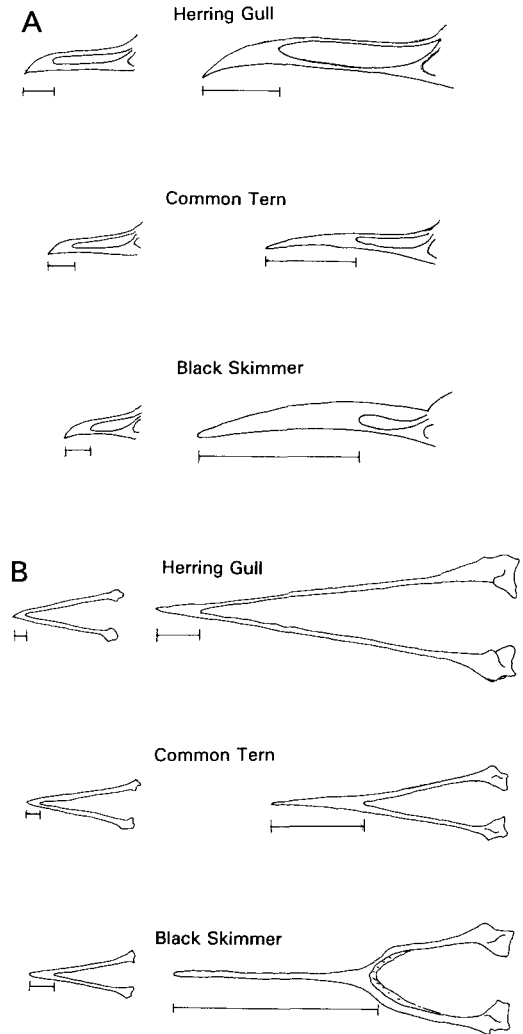 A
Herring Gull
Common Tern
Black Skimmer
B
Herring Gull
Common Tern
Black Skimmer